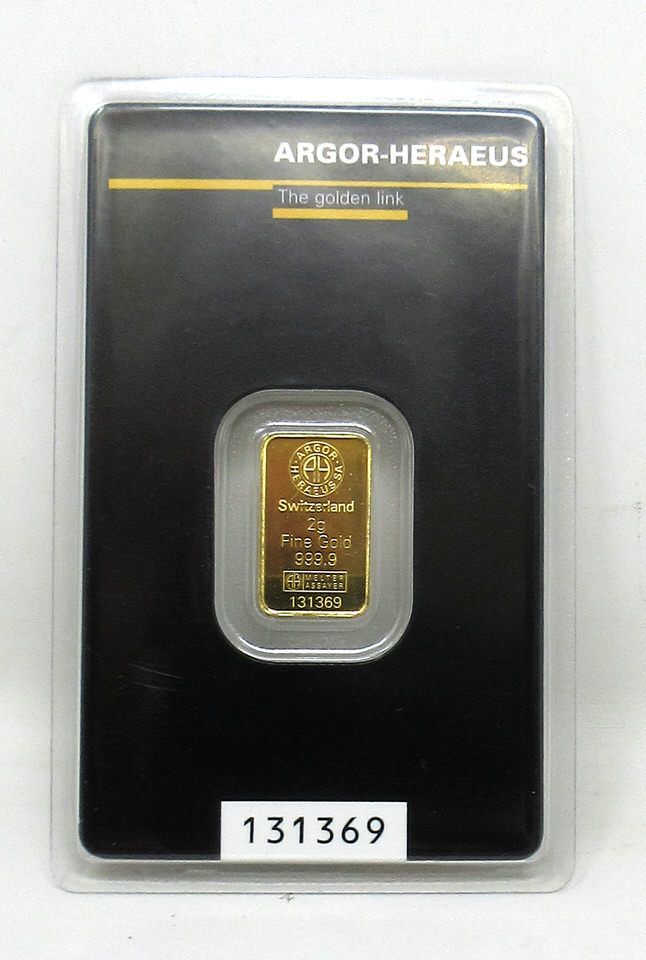 ARGOR-HERAEUS
The golden link
ARGOR
HERAEUS SA
Switzerland
2g
Fine Gold
999.9
MELTER
ASSAYER
131369
131369